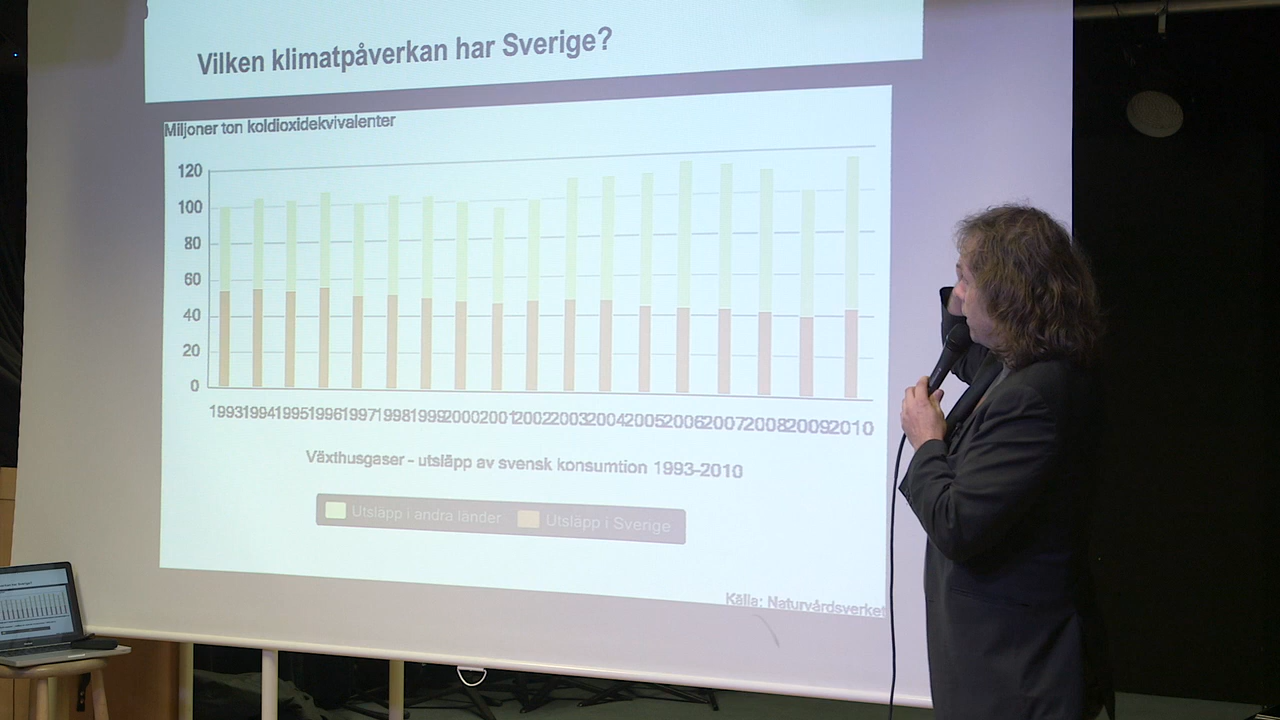 Vilken klimatpåverkan har Sverige?
Miljoner ton koldioxidekvivalenter
120
100
80
60
40
20
0
1993 1994 1995 1996 1997 1998 1999 2000 2001 2002 2003 2004 2005 2006 2007 2008 2009 2010
Växthusgaser - utsläpp av svensk konsumtion 1993-2010
Utsläpp i andra länder Utsläpp i Sverige
Källa: Naturvårdsverket